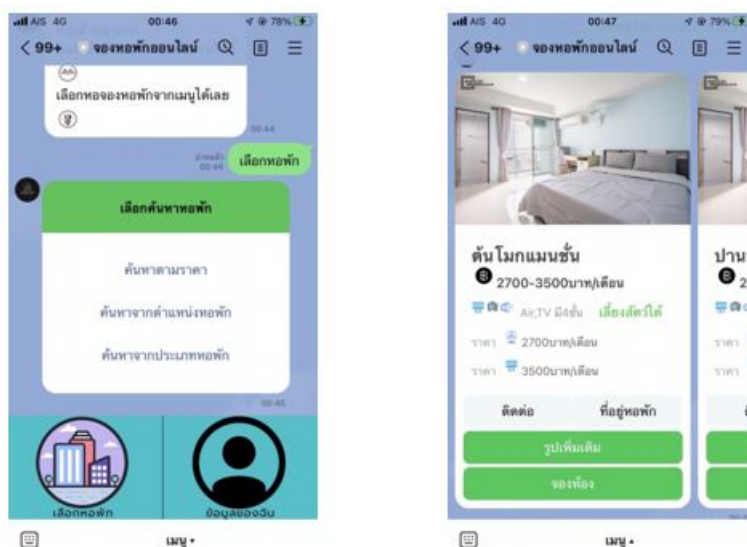 AIS 4G 00:46 78%
99+ จองหอพักออนไลน์
เลือกหอจองหอพักจากเมนูได้เลย
00:44
อ่านแล้ว
00:46
เลือกหอพัก
เลือกค้นหาหอพัก
ค้นหาตามราคา
ค้นหาจากตำแหน่งหอพัก
ค้นหาจากประเภทหอพัก
00:46
เลือกหอพัก
ข้อมูลของฉัน
เมนู
AIS 4G 00:47 79%
99+ จองหอพักออนไลน์
ต้นโมกแมนชั่น
฿ 2700-3500บาท/เดือน
Air,TV มี4ชั้น เลี้ยงสัตว์ได้
ราคา 2700บาท/เดือน
ราคา 3500บาท/เดือน
ติดต่อ ที่อยู่หอพัก
รูปเพิ่มเติม
จองห้อง
ปาน
฿ 2
ราคา
ราคา
เมนู